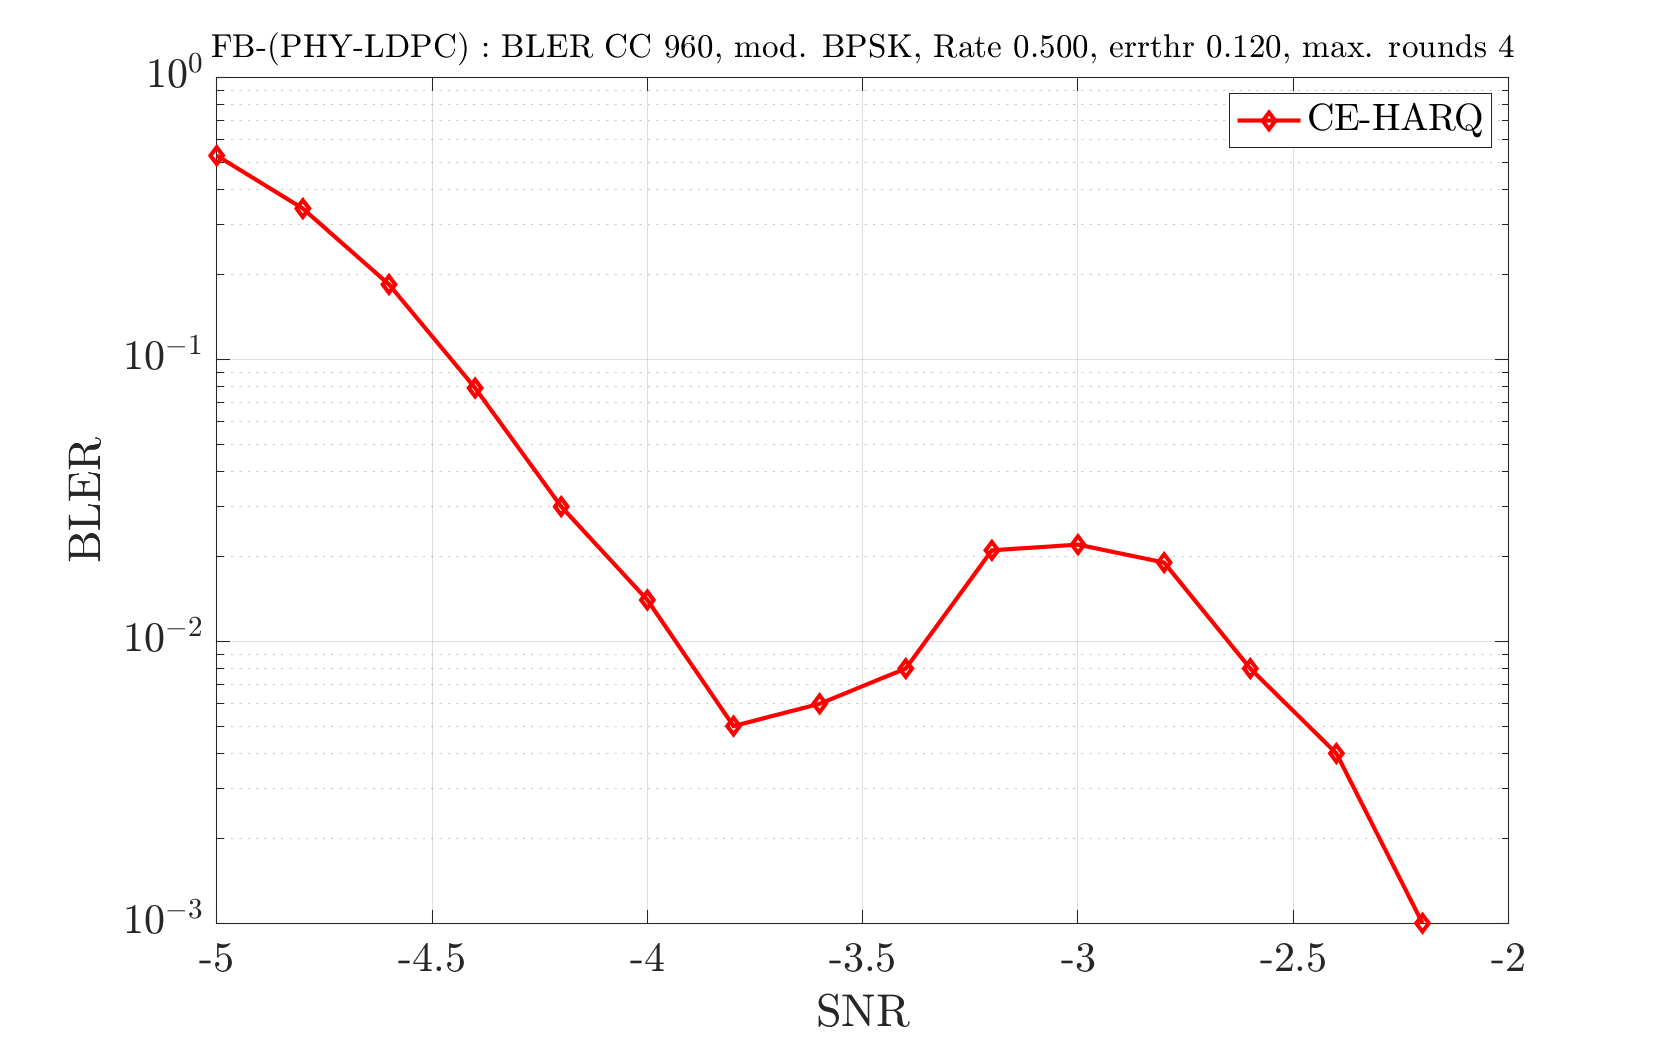 FB-(PHY-LDPC) : BLER CC 960, mod. BPSK, Rate 0.500, errthr 0.120, max. rounds 4
10^0
CE-HARQ
10^{-1}
BLER
10^{-2}
10^{-3}
-5 -4.5 -4 -3.5 -3 -2.5 -2
SNR